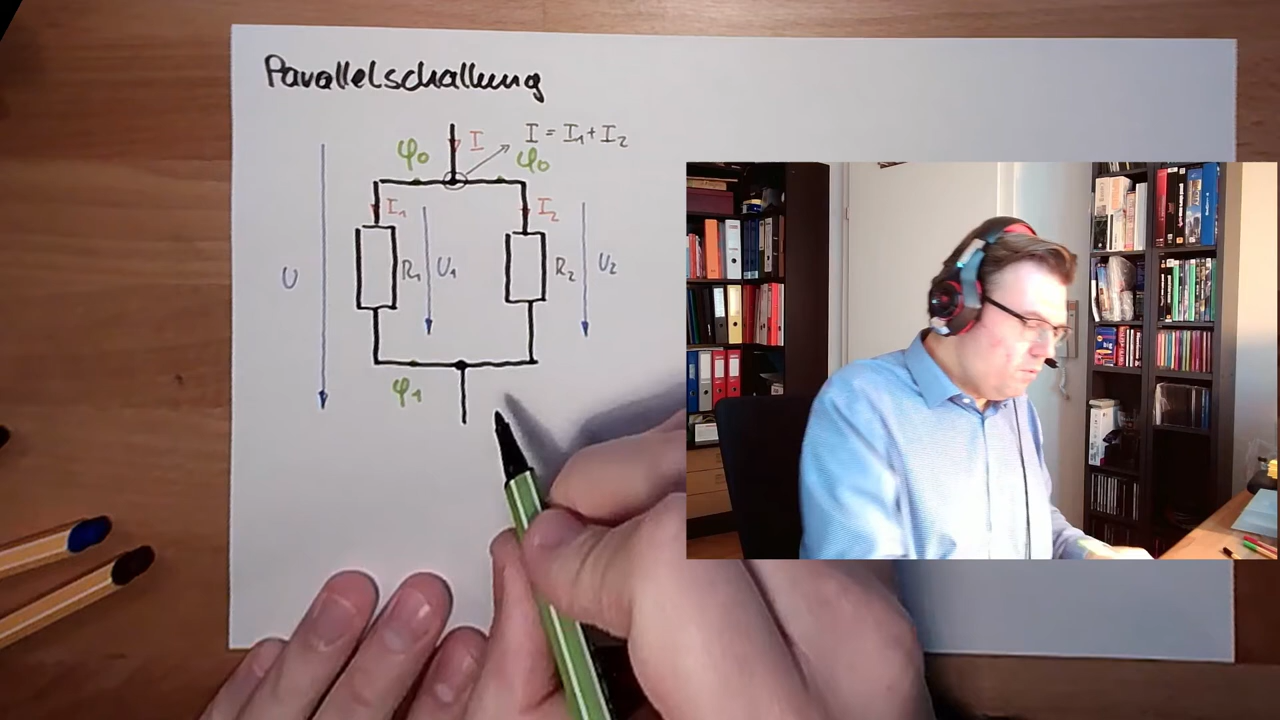 Parallelschaltung
I I = I₁ + I₂
φ₀ φ₀
I₁ I₂
U R₁ U₁ R₂ U₂
φ₁